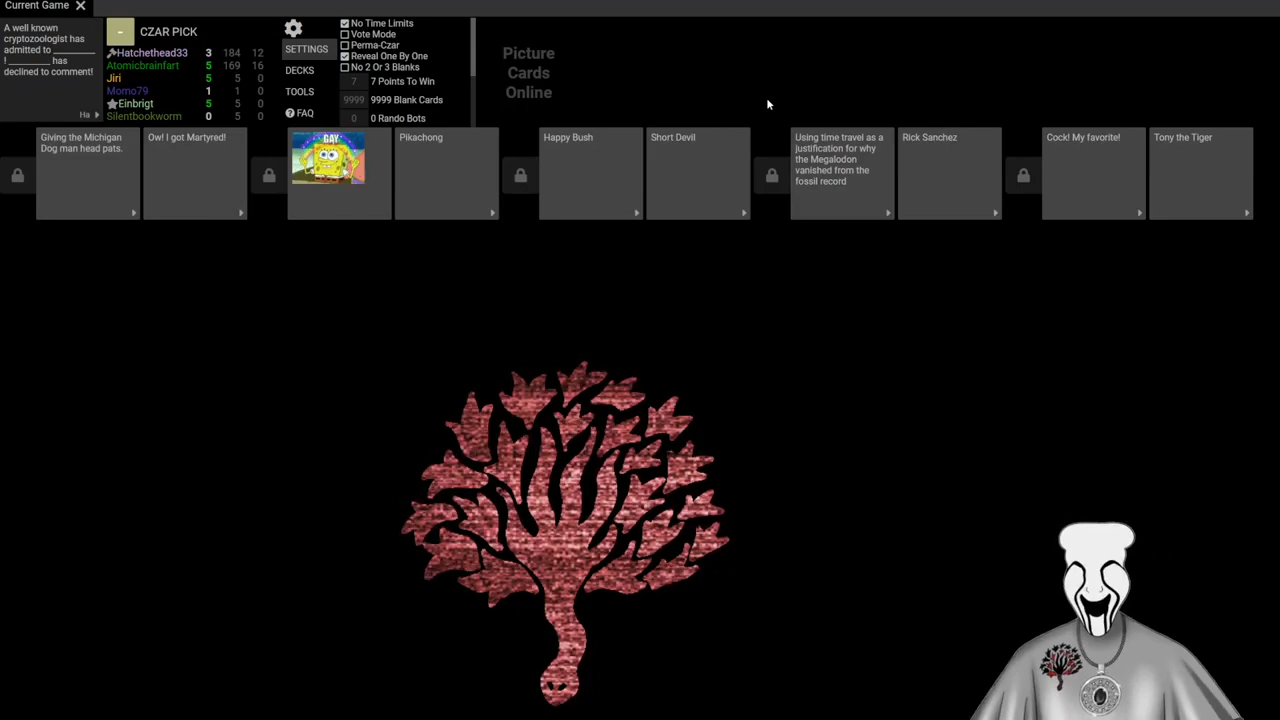 Current Game
A well known
cryptozoologist has
admitted to ________
!________ has
declined to comment!
Ha
-
CZAR PICK
Hatchethead33 3 184 12
Atomicbrainfart 5 169 16
Jiri 5 5 0
Momo79 1 1 0
Einbrigt 5 5 0
Silentbookworm 0 5 0
SETTINGS
DECKS
TOOLS
FAQ
No Time Limits
Vote Mode
Perma-Czar
Reveal One By One
No 2 Or 3 Blanks
7 7 Points To Win
9999 9999 Blank Cards
0 0 Rando Bots
Picture
Cards
Online
Giving the Michigan
Dog man head pats.
Ow! I got Martyred!
GAY
Pikachong
Happy Bush
Short Devil
Using time travel as a
justification for why
the Megalodon
vanished from the
fossil record
Rick Sanchez
Cock! My favorite!
Tony the Tiger